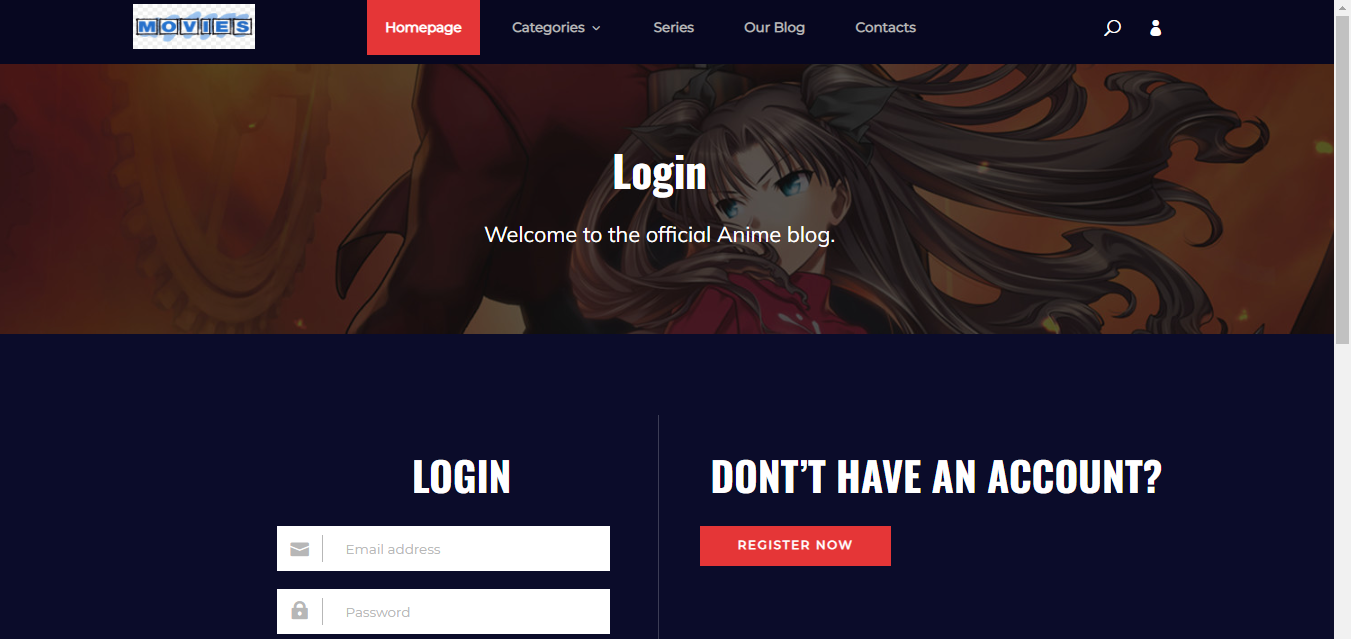 MOVIES
Homepage
Categories
Series
Our Blog
Contacts
Login
Welcome to the official Anime blog.
LOGIN
Email address
Password
DONT’T HAVE AN ACCOUNT?
REGISTER NOW